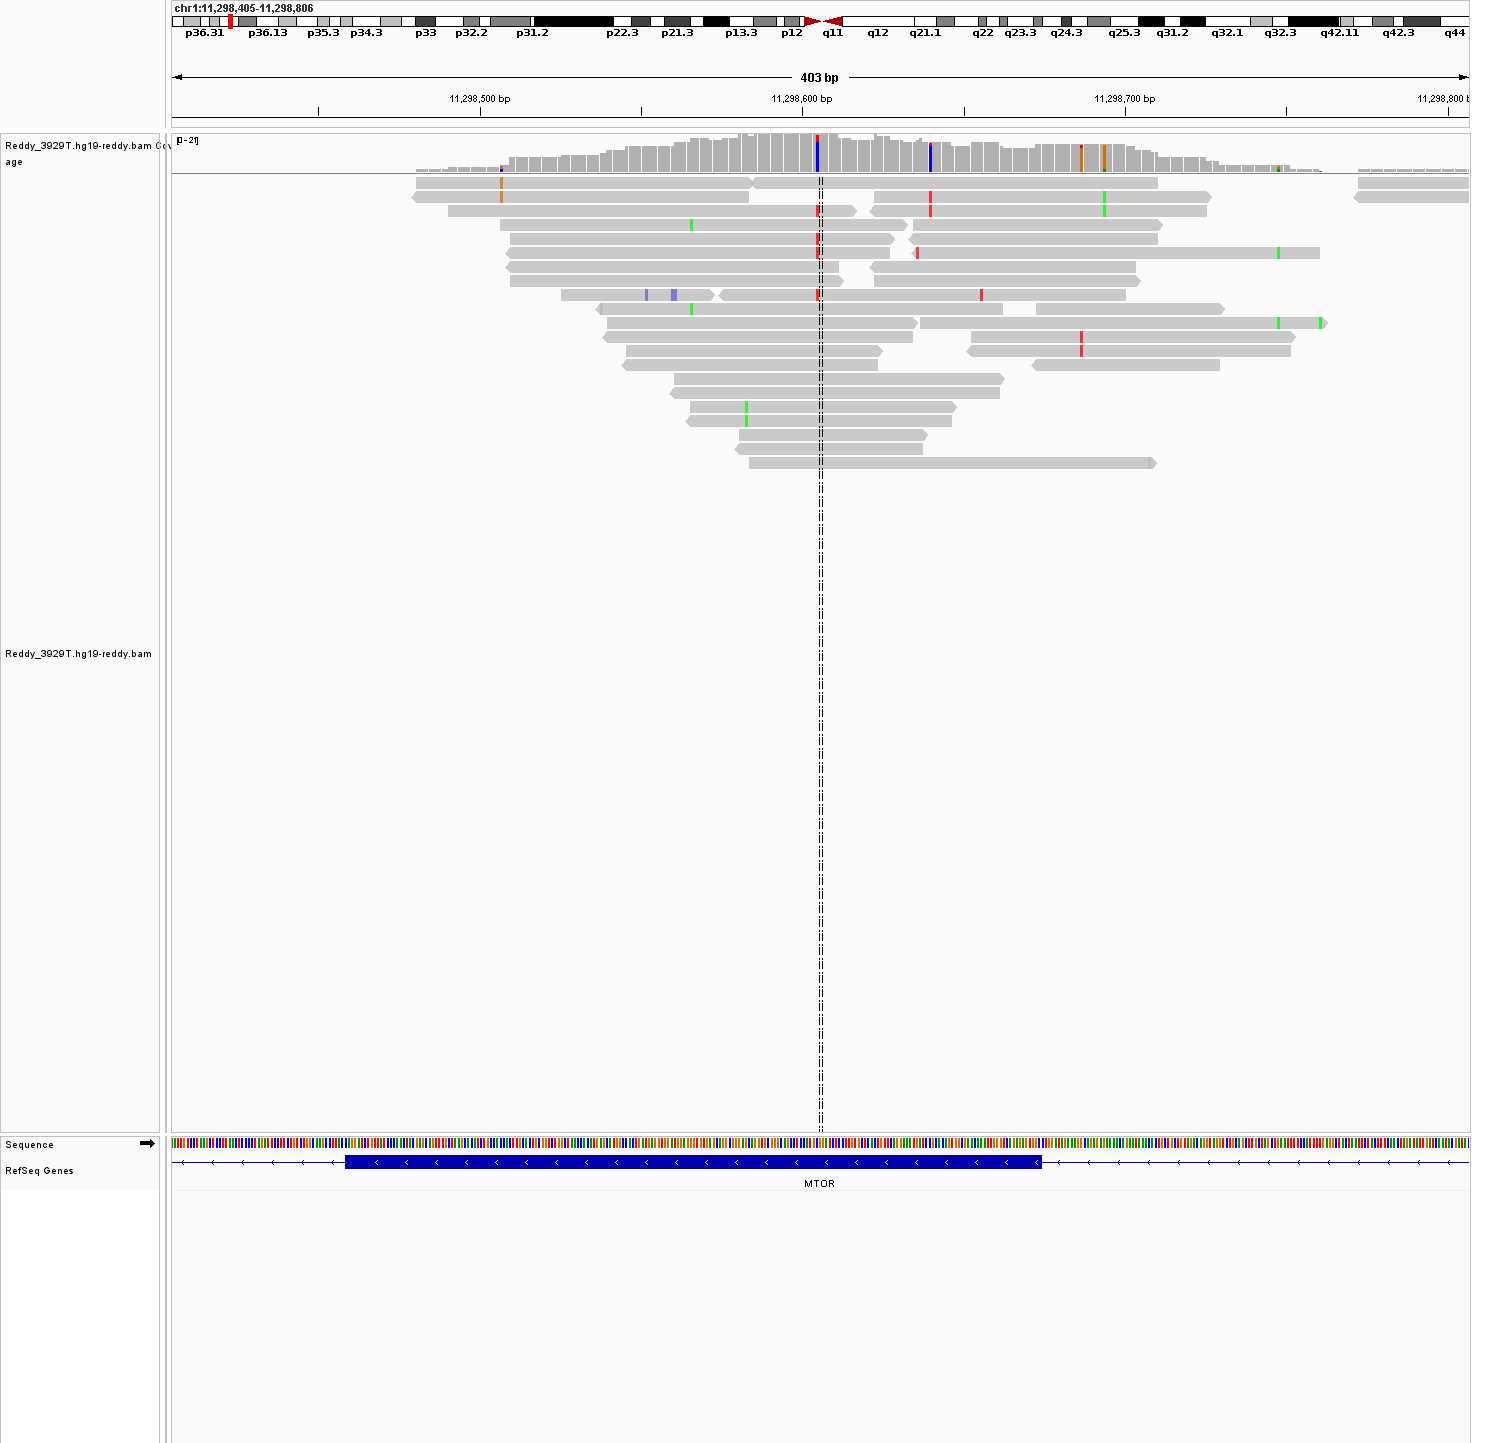 chr1:11,298,405-11,298,806
p36.31 p36.13 p35.3 p34.3 p33 p32.2 p31.2 p22.3 p21.3 p13.3 p12 q11 q12 q21.1 q22 q23.3 q24.3 q25.3 q31.2 q32.1 q32.3 q42.11 q42.3 q44
403 bp
11,298,500 bp 11,298,600 bp 11,298,700 bp 11,298,800 b
Reddy_3929T.hg19-reddy.bam Cov
age
[0-21]
Reddy_3929T.hg19-reddy.bam
Sequence
RefSeq Genes
MTOR